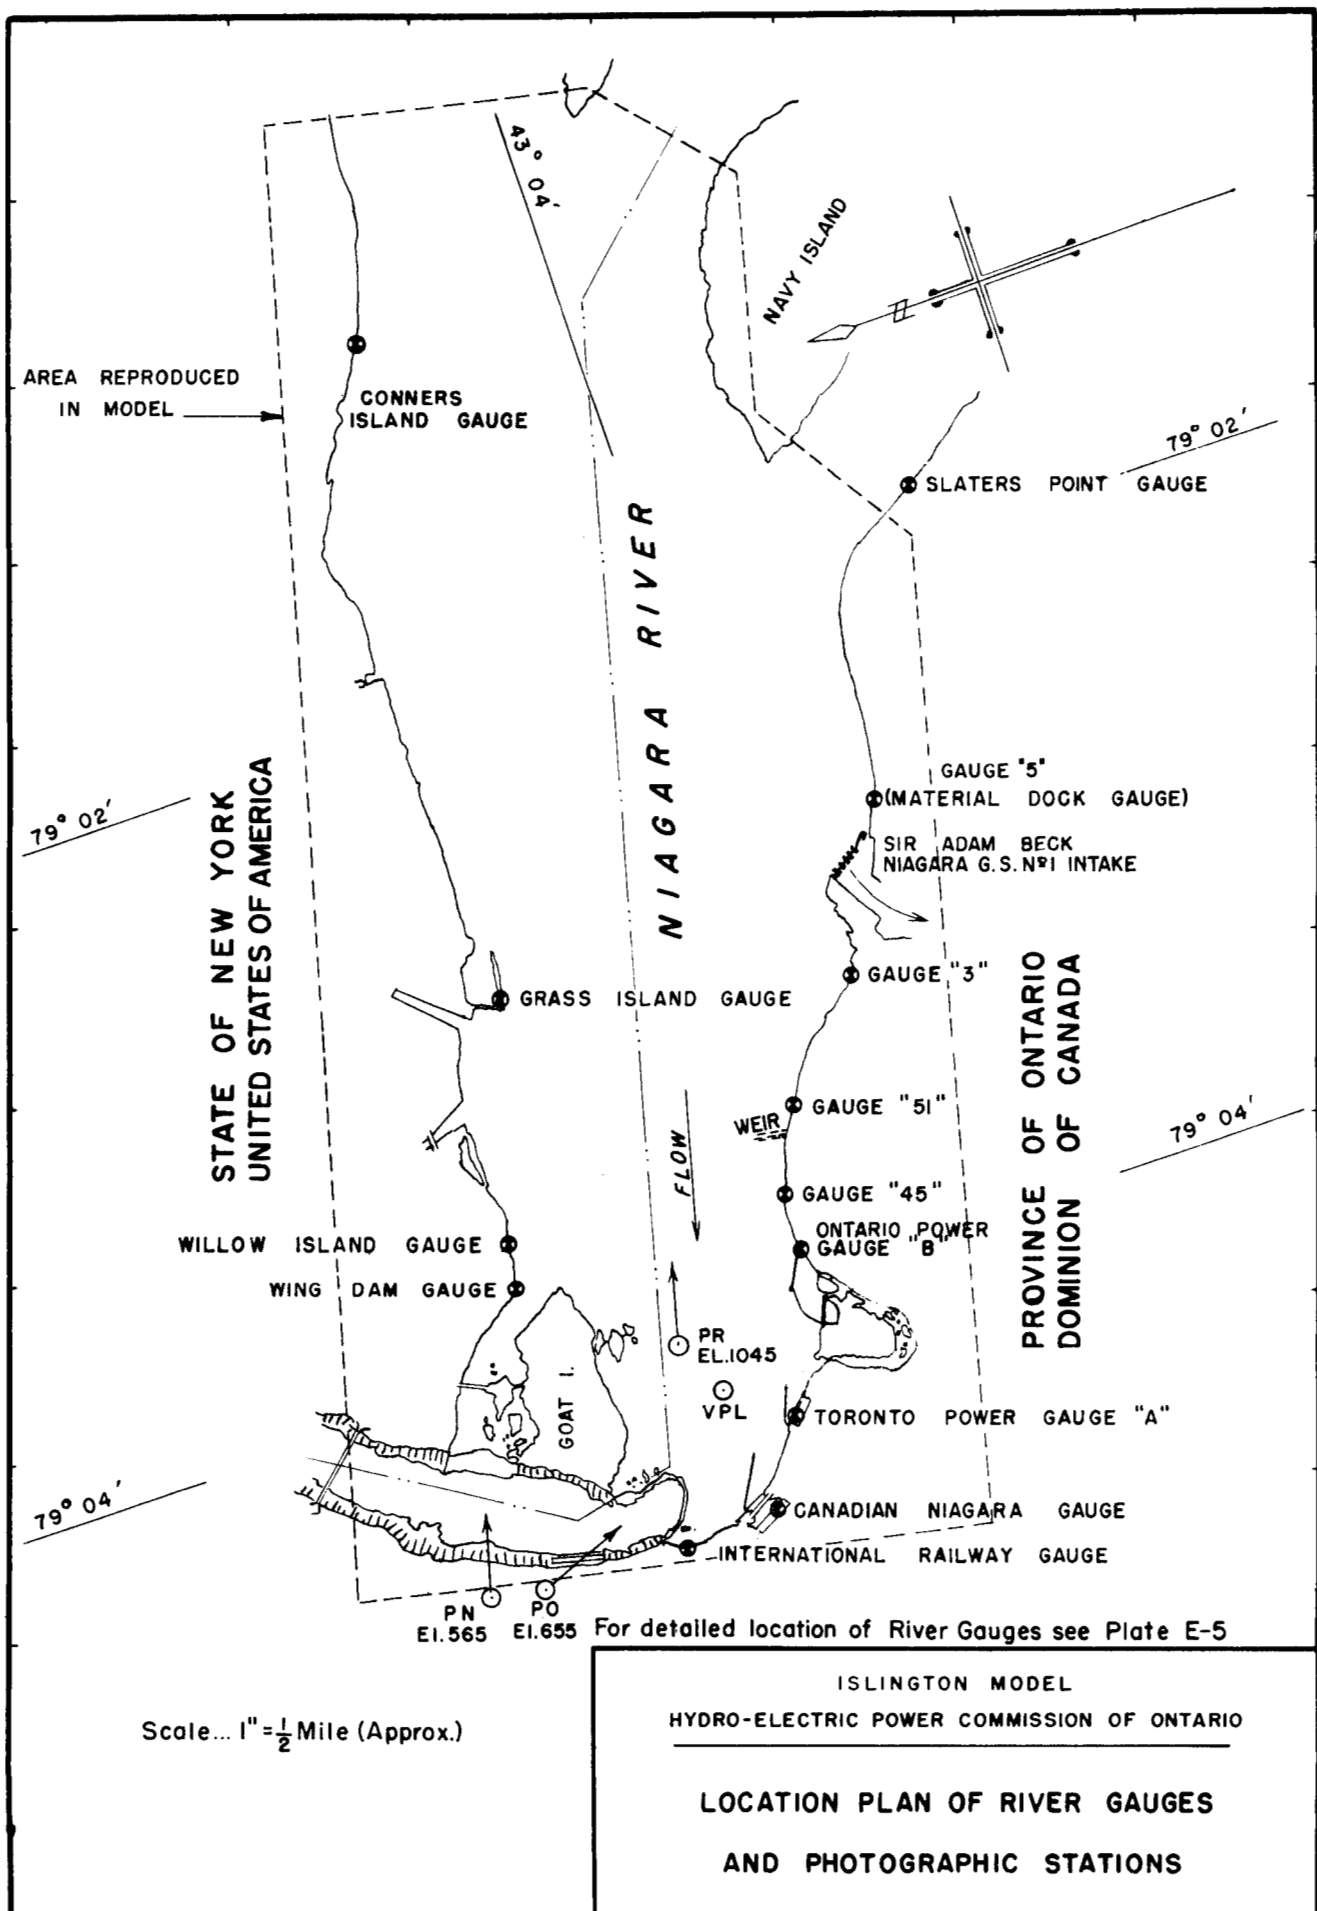 43° 04'
NAVY ISLAND
N
AREA REPRODUCED
IN MODEL
CONNERS
ISLAND GAUGE
79° 02'
SLATERS POINT GAUGE
NIAGARA RIVER
GAUGE "5"
(MATERIAL DOCK GAUGE)
79° 02'
SIR ADAM BECK
NIAGARA G.S. Nº1 INTAKE
STATE OF NEW YORK
UNITED STATES OF AMERICA
GAUGE "3"
GRASS ISLAND GAUGE
PROVINCE OF ONTARIO
DOMINION OF CANADA
GAUGE "51"
WEIR
79° 04'
FLOW
GAUGE "45"
ONTARIO POWER
GAUGE "B"
WILLOW ISLAND GAUGE
WING DAM GAUGE
PR
EL.1045
VPL
GOAT I.
TORONTO POWER GAUGE "A"
79° 04'
CANADIAN NIAGARA GAUGE
INTERNATIONAL RAILWAY GAUGE
PN
El.565
PO
El.655
For detailed location of River Gauges see Plate E-5
Scale... 1" = 1/2 Mile (Approx.)
ISLINGTON MODEL
HYDRO-ELECTRIC POWER COMMISSION OF ONTARIO
LOCATION PLAN OF RIVER GAUGES
AND PHOTOGRAPHIC STATIONS